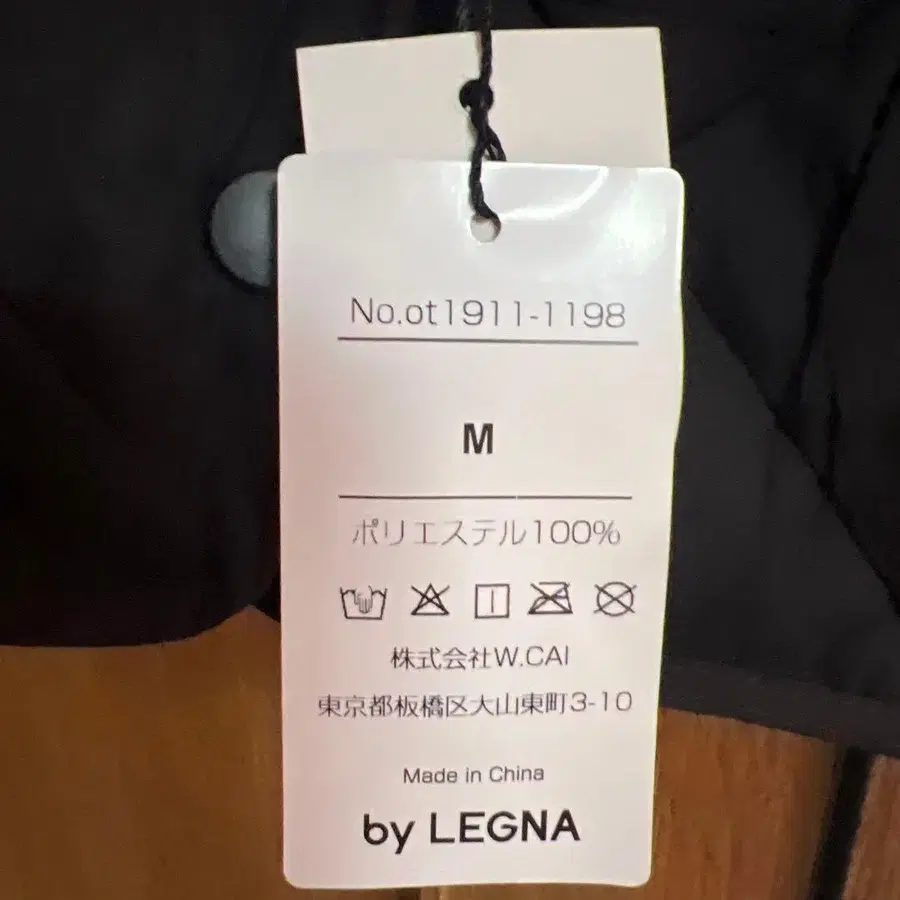 No.ot1911-1198
M
ポリエステル100%
株式会社W.CAI
東京都板橋区大山東町3-10
Made in China
by LEGNA